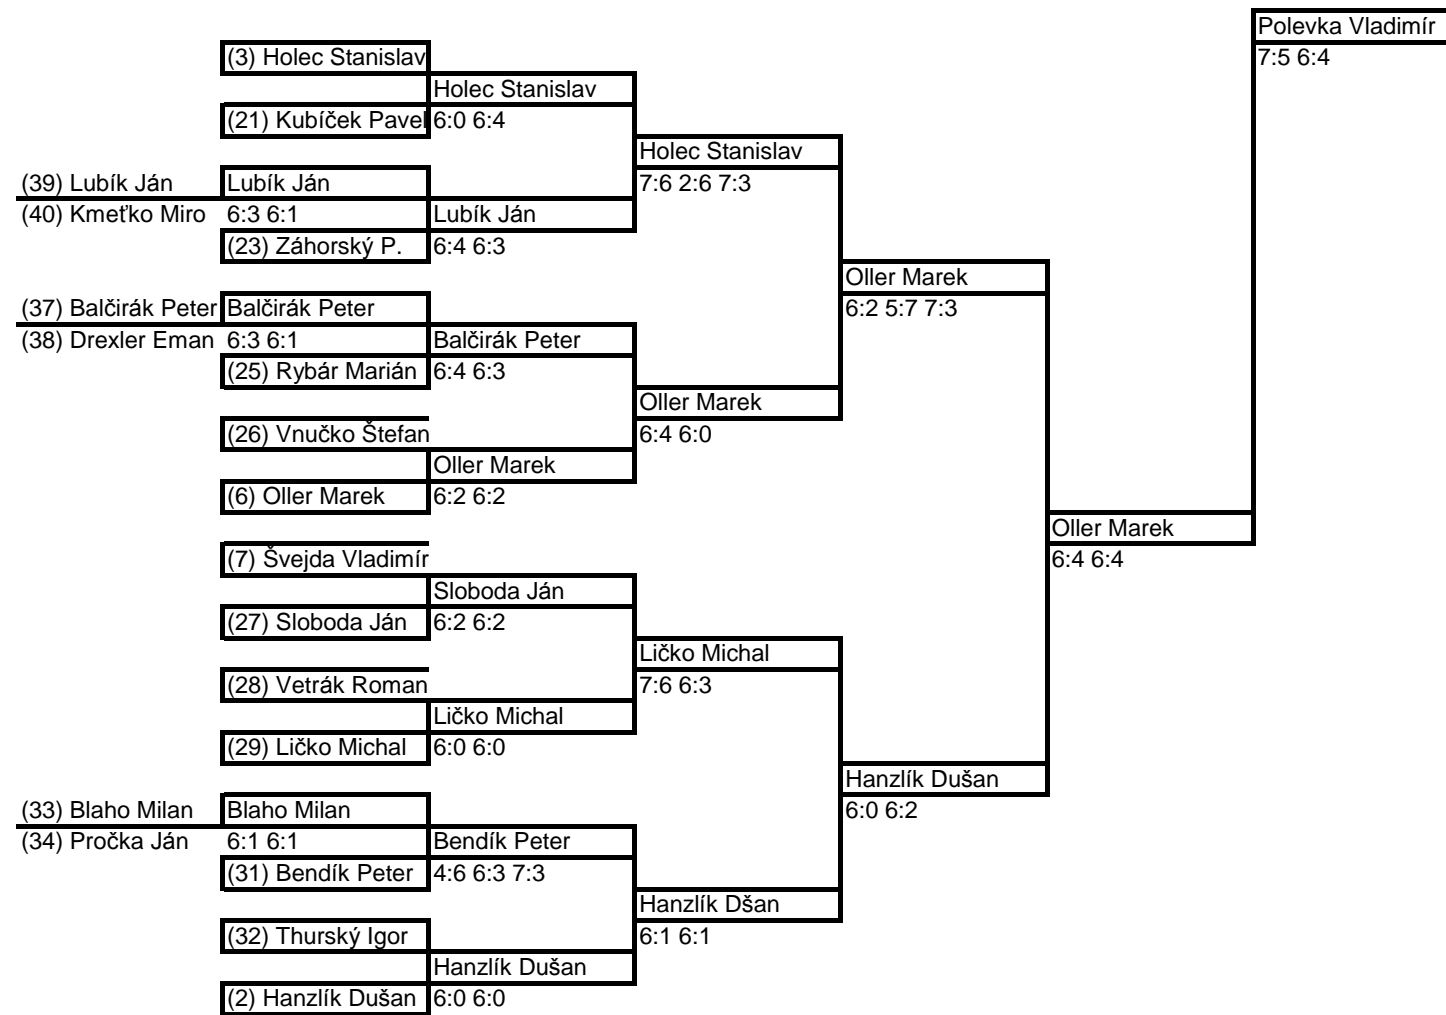 Polevka Vladimír
(3) Holec Stanislav
7:5 6:4
Holec Stanislav
(21) Kubíček Pavel
6:0 6:4
Holec Stanislav
(39) Lubík Ján
Lubík Ján
7:6 2:6 7:3
(40) Kmeťko Miro
6:3 6:1
Lubík Ján
(23) Záhorský P.
6:4 6:3
Oller Marek
(37) Balčirák Peter
Balčirák Peter
6:2 5:7 7:3
(38) Drexler Eman
6:3 6:1
Balčirák Peter
(25) Rybár Marián
6:4 6:3
Oller Marek
(26) Vnučko Štefan
6:4 6:0
Oller Marek
(6) Oller Marek
6:2 6:2
Oller Marek
(7) Švejda Vladimír
6:4 6:4
Sloboda Ján
(27) Sloboda Ján
6:2 6:2
Ličko Michal
(28) Vetrák Roman
7:6 6:3
Ličko Michal
(29) Ličko Michal
6:0 6:0
Hanzlík Dušan
(33) Blaho Milan
Blaho Milan
6:0 6:2
(34) Pročka Ján
6:1 6:1
Bendík Peter
(31) Bendík Peter
4:6 6:3 7:3
Hanzlík Dšan
(32) Thurský Igor
6:1 6:1
Hanzlík Dušan
(2) Hanzlík Dušan
6:0 6:0